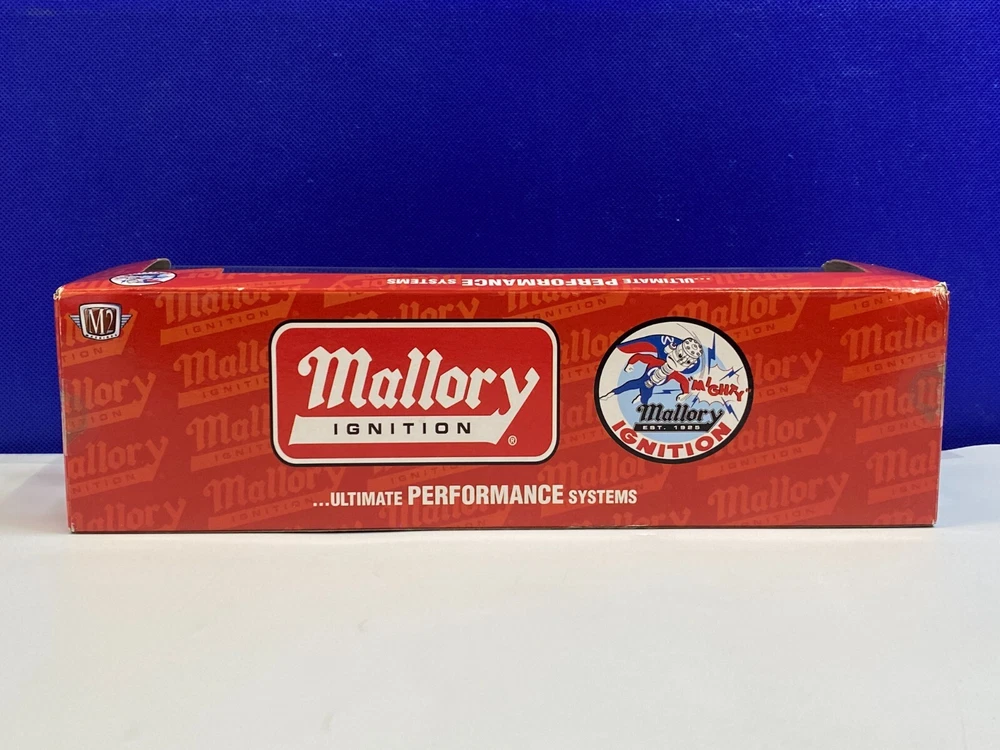 ...ULTIMATE PERFORMANCE SYSTEMS
M2
Mallory
IGNITION
®
MIGHTY
Mallory
EST. 1925
IGNITION
...ULTIMATE PERFORMANCE SYSTEMS